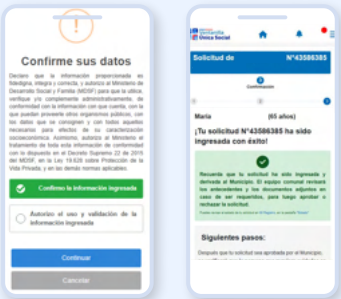 !
Confirme sus datos
Declaro que la información proporcionada es
fidedigna, íntegra y correcta, y autorizo al Ministerio de
Desarrollo Social y Familia (MDSF) para que la utilice,
verifique y/o complemente administrativamente, de
conformidad con la información con que cuenta, con la
que puedan proveerle otros organismos públicos, con
los datos que se consignen y con todos aquellos
necesarios para efectos de su caracterización
socioeconómica. Asimismo, autorizo al Ministerio el
tratamiento de toda esta información de conformidad
con lo dispuesto en el Decreto Supremo 22 de 2015
del MDSF, en la Ley 19.628 sobre Protección de la
Vida Privada, y en las demás normas aplicables.
Confirmo la información ingresada
Autorizo el uso y validación de la
información ingresada
Continuar
Cancelar
Ventanilla
Única Social
Solicitud de N°43586385
3
Confirmación
María (65 años)
¡Tu solicitud N°43586385 ha sido
ingresada con éxito!
Recuerda que tu solicitud ha sido ingresada y
derivada al Municipio. El equipo comunal revisará
los antecedentes y los documentos adjuntos en
caso de ser requeridos, para luego aprobar o
rechazar la solicitud.
Siguientes pasos:
Después que tu solicitud sea aprobada por el Municipio,